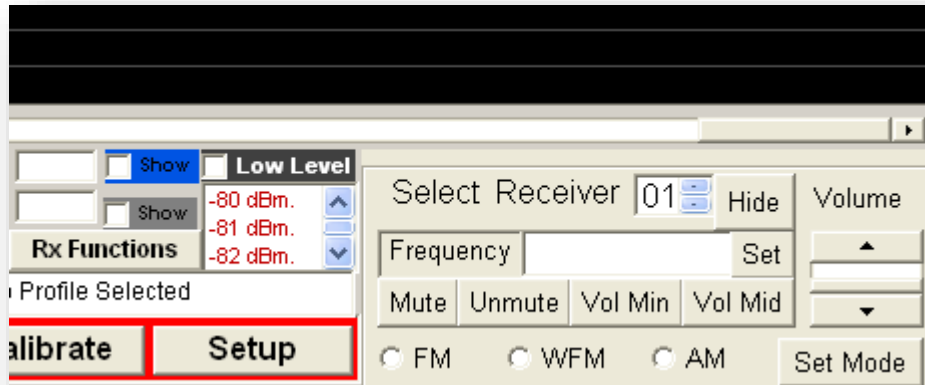 Show Low Level
Show
-80 dBm.
-81 dBm.
-82 dBm.
Rx Functions
Profile Selected
alibrate Setup
Select Receiver 01 Hide Volume
Frequency Set
Mute Unmute Vol Min Vol Mid
FM WFM AM Set Mode